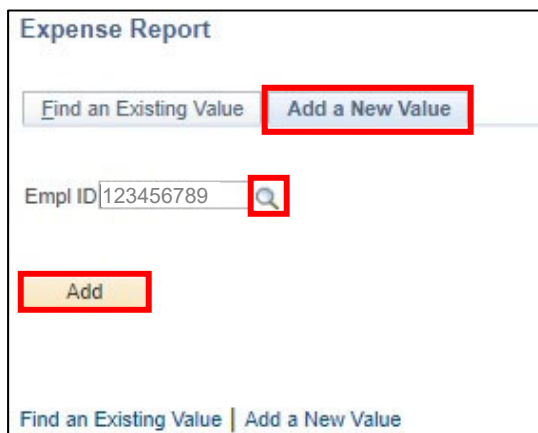 Expense Report
Find an Existing Value Add a New Value
Empl ID 123456789
Add
Find an Existing Value | Add a New Value